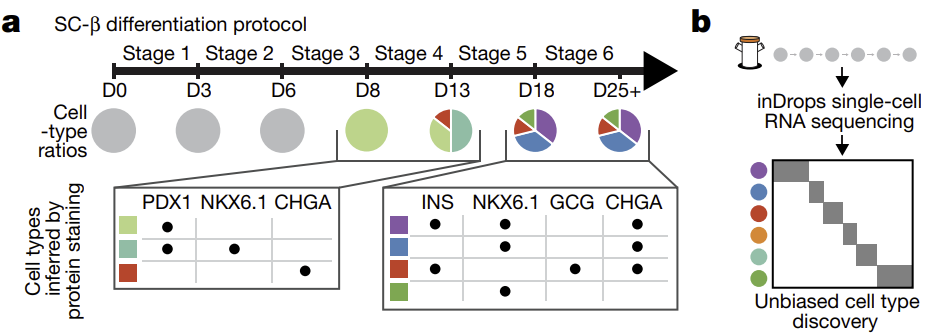 a
SC-β differentiation protocol
Stage 1 Stage 2 Stage 3 Stage 4 Stage 5 Stage 6
D0 D3 D6 D8 D13 D18 D25+
Cell
-type
ratios
Cell types
inferred by
protein staining
PDX1 NKX6.1 CHGA
INS NKX6.1 GCG CHGA
b
inDrops single-cell
RNA sequencing
Unbiased cell type
discovery